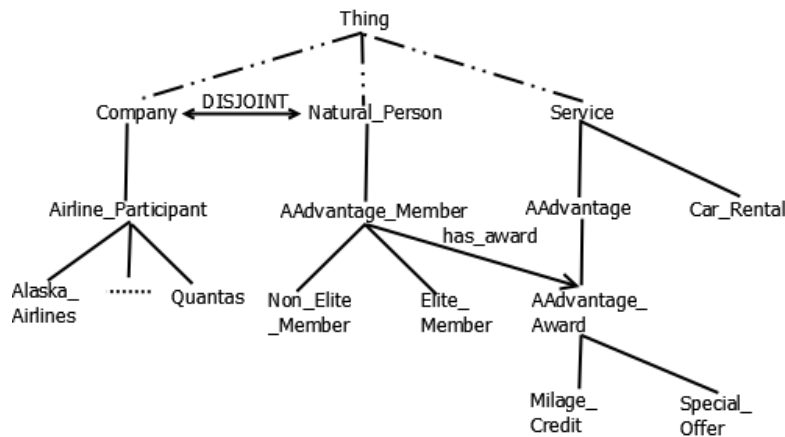 Thing
Company
DISJOINT
Natural_Person
Service
Airline_Participant
AAdvantage_Member
AAdvantage
Car_Rental
has_award
Alaska_
Airlines
Quantas
Non_Elite
_Member
Elite_
Member
AAdvantage_
Award
Milage_
Credit
Special_
Offer